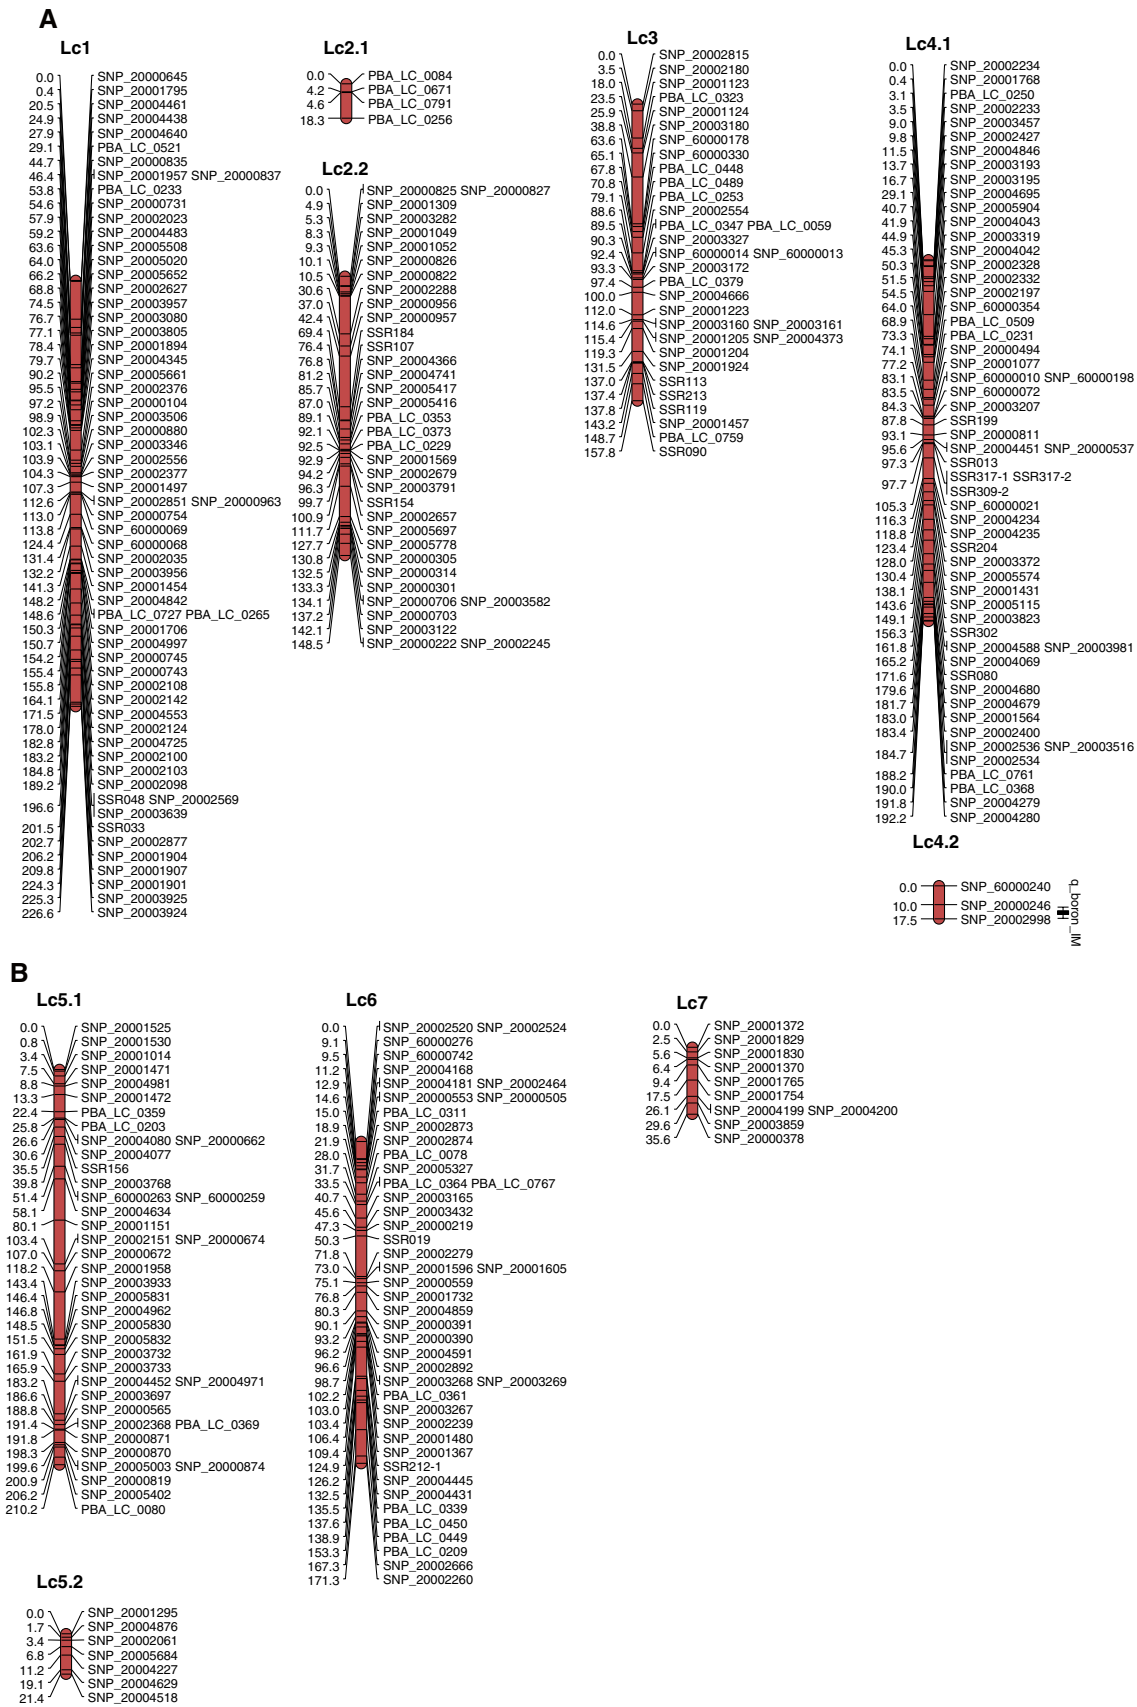 A
Lc1
0.0 SNP_20000645
0.4 SNP_20001795
20.5 SNP_20004461
24.9 SNP_20004438
27.9 SNP_20004640
29.1 PBA_LC_0521
44.7 SNP_20000835
46.4 SNP_20001957 SNP_20000837
53.8 PBA_LC_0233
54.6 SNP_20000731
57.9 SNP_20002023
59.2 SNP_20004483
63.6 SNP_20005508
64.0 SNP_20005020
66.2 SNP_20005652
68.8 SNP_20002627
74.5 SNP_20003957
76.7 SNP_20003080
77.1 SNP_20003805
78.4 SNP_20001894
79.7 SNP_20004345
90.2 SNP_20005661
95.5 SNP_20002376
97.2 SNP_20000104
98.9 SNP_20003506
102.3 SNP_20000880
103.1 SNP_20003346
103.9 SNP_20002556
104.3 SNP_20002377
107.3 SNP_20001497
112.6 SNP_20002851 SNP_20000963
113.0 SNP_20000754
113.8 SNP_60000069
124.4 SNP_60000068
131.4 SNP_20002035
132.2 SNP_20003956
141.3 SNP_20001454
148.2 SNP_20004842
148.6 PBA_LC_0727 PBA_LC_0265
150.3 SNP_20001706
150.7 SNP_20004997
154.2 SNP_20000745
155.4 SNP_20000743
155.8 SNP_20002108
164.1 SNP_20002142
171.5 SNP_20004553
178.0 SNP_20002124
182.8 SNP_20004725
183.2 SNP_20002100
184.8 SNP_20002103
189.2 SNP_20002098
196.6 SSR048 SNP_20002569
SNP_20003639
201.5 SSR033
202.7 SNP_20002877
206.2 SNP_20001904
209.8 SNP_20001907
224.3 SNP_20001901
225.3 SNP_20003925
226.6 SNP_20003924
Lc2.1
0.0 PBA_LC_0084
4.2 PBA_LC_0671
4.6 PBA_LC_0791
18.3 PBA_LC_0256
Lc2.2
0.0 SNP_20000825 SNP_20000827
4.9 SNP_20001309
5.3 SNP_20003282
8.3 SNP_20001049
9.3 SNP_20001052
10.1 SNP_20000826
10.5 SNP_20000822
30.6 SNP_20002288
37.0 SNP_20000956
42.4 SNP_20000957
69.4 SSR184
76.4 SSR107
76.8 SNP_20004366
81.2 SNP_20004741
85.7 SNP_20005417
87.0 SNP_20005416
89.1 PBA_LC_0353
92.1 PBA_LC_0373
92.5 PBA_LC_0229
92.9 SNP_20001569
94.2 SNP_20002679
96.3 SNP_20003791
99.7 SSR154
100.9 SNP_20002657
111.7 SNP_20005697
127.7 SNP_20005778
130.8 SNP_20000305
132.5 SNP_20000314
133.3 SNP_20000301
134.1 SNP_20000706 SNP_20003582
137.2 SNP_20000703
142.1 SNP_20003122
148.5 SNP_20000222 SNP_20002245
Lc3
0.0 SNP_20002815
3.5 SNP_20002180
18.0 SNP_20001123
23.5 PBA_LC_0323
25.9 SNP_20001124
38.8 SNP_20003180
63.6 SNP_60000178
65.1 SNP_60000330
67.8 PBA_LC_0448
70.8 PBA_LC_0489
79.1 PBA_LC_0253
88.6 SNP_20002554
89.5 PBA_LC_0347 PBA_LC_0059
90.3 SNP_20003327
92.4 SNP_60000014 SNP_60000013
93.3 SNP_20003172
97.4 PBA_LC_0379
100.0 SNP_20004666
112.0 SNP_20001223
114.6 SNP_20003160 SNP_20003161
115.4 SNP_20001205 SNP_20004373
119.3 SNP_20001204
131.5 SNP_20001924
137.0 SSR113
137.4 SSR213
137.8 SSR119
143.2 SNP_20001457
148.7 PBA_LC_0759
157.8 SSR090
Lc4.1
0.0 SNP_20002234
0.4 SNP_20001768
3.1 PBA_LC_0250
3.5 SNP_20002233
9.0 SNP_20003457
9.8 SNP_20002427
11.5 SNP_20004846
13.7 SNP_20003193
16.7 SNP_20003195
29.1 SNP_20004695
40.7 SNP_20005904
41.9 SNP_20004043
44.9 SNP_20003319
45.3 SNP_20004042
50.3 SNP_20002328
51.5 SNP_20002332
54.5 SNP_20002197
64.0 SNP_60000354
68.9 PBA_LC_0509
73.3 PBA_LC_0231
74.1 SNP_20000494
77.2 SNP_20001077
83.1 SNP_60000010 SNP_60000198
83.5 SNP_60000072
84.3 SNP_20003207
87.8 SSR199
93.1 SNP_20000811
95.6 SNP_20004451 SNP_20000537
97.3 SSR013
97.7 SSR317-1 SSR317-2
SSR309-2
105.3 SNP_60000021
116.3 SNP_20004234
118.8 SNP_20004235
123.4 SSR204
128.0 SNP_20003372
130.4 SNP_20005574
138.1 SNP_20001431
143.6 SNP_20005115
149.1 SNP_20003823
156.3 SSR302
161.8 SNP_20004588 SNP_20003981
165.2 SNP_20004069
171.6 SSR080
179.6 SNP_20004680
181.7 SNP_20004679
183.0 SNP_20001564
183.4 SNP_20002400
184.7 SNP_20002536 SNP_20003516
SNP_20002534
188.2 PBA_LC_0761
190.0 PBA_LC_0368
191.8 SNP_20004279
192.2 SNP_20004280
Lc4.2
0.0 SNP_60000240
10.0 SNP_20000246
17.5 SNP_20002998
q_boron_IM
B
Lc5.1
0.0 SNP_20001525
0.8 SNP_20001530
3.4 SNP_20001014
7.5 SNP_20001471
8.8 SNP_20004981
13.3 SNP_20001472
22.4 PBA_LC_0359
25.8 PBA_LC_0203
26.6 SNP_20004080 SNP_20000662
30.6 SNP_20004077
35.5 SSR156
39.8 SNP_20003768
51.4 SNP_60000263 SNP_60000259
58.1 SNP_20004634
80.1 SNP_20001151
103.4 SNP_20002151 SNP_20000674
107.0 SNP_20000672
118.2 SNP_20001958
143.4 SNP_20003933
146.4 SNP_20005831
146.8 SNP_20004962
148.5 SNP_20005830
151.5 SNP_20005832
161.9 SNP_20003732
165.9 SNP_20003733
183.2 SNP_20004452 SNP_20004971
186.6 SNP_20003697
188.8 SNP_20000565
191.4 SNP_20002368 PBA_LC_0369
191.8 SNP_20000871
198.3 SNP_20000870
199.6 SNP_20005003 SNP_20000874
200.9 SNP_20000819
206.2 SNP_20005402
210.2 PBA_LC_0080
Lc5.2
0.0 SNP_20001295
1.7 SNP_20004876
3.4 SNP_20002061
6.8 SNP_20005684
11.2 SNP_20004227
19.1 SNP_20004629
21.4 SNP_20004518
Lc6
0.0 SNP_20002520 SNP_20002524
9.1 SNP_60000276
9.5 SNP_60000742
11.2 SNP_20004168
12.9 SNP_20004181 SNP_20002464
14.6 SNP_20000553 SNP_20000505
15.0 PBA_LC_0311
18.9 SNP_20002873
21.9 SNP_20002874
28.0 PBA_LC_0078
31.7 SNP_20005327
33.5 PBA_LC_0364 PBA_LC_0767
40.7 SNP_20003165
45.6 SNP_20003432
47.3 SNP_20000219
50.3 SSR019
71.8 SNP_20002279
73.0 SNP_20001596 SNP_20001605
75.1 SNP_20000559
76.8 SNP_20001732
80.3 SNP_20004859
90.1 SNP_20000391
93.2 SNP_20000390
96.2 SNP_20004591
96.6 SNP_20002892
98.7 SNP_20003268 SNP_20003269
102.2 PBA_LC_0361
103.0 SNP_20003267
103.4 SNP_20002239
106.4 SNP_20001480
109.4 SNP_20001367
124.9 SSR212-1
126.2 SNP_20004445
132.5 SNP_20004431
135.5 PBA_LC_0339
137.6 PBA_LC_0450
138.9 PBA_LC_0449
153.3 PBA_LC_0209
167.3 SNP_20002666
171.3 SNP_20002260
Lc7
0.0 SNP_20001372
2.5 SNP_20001829
5.6 SNP_20001830
6.4 SNP_20001370
9.4 SNP_20001765
17.5 SNP_20001754
26.1 SNP_20004199 SNP_20004200
29.6 SNP_20003859
35.6 SNP_20000378